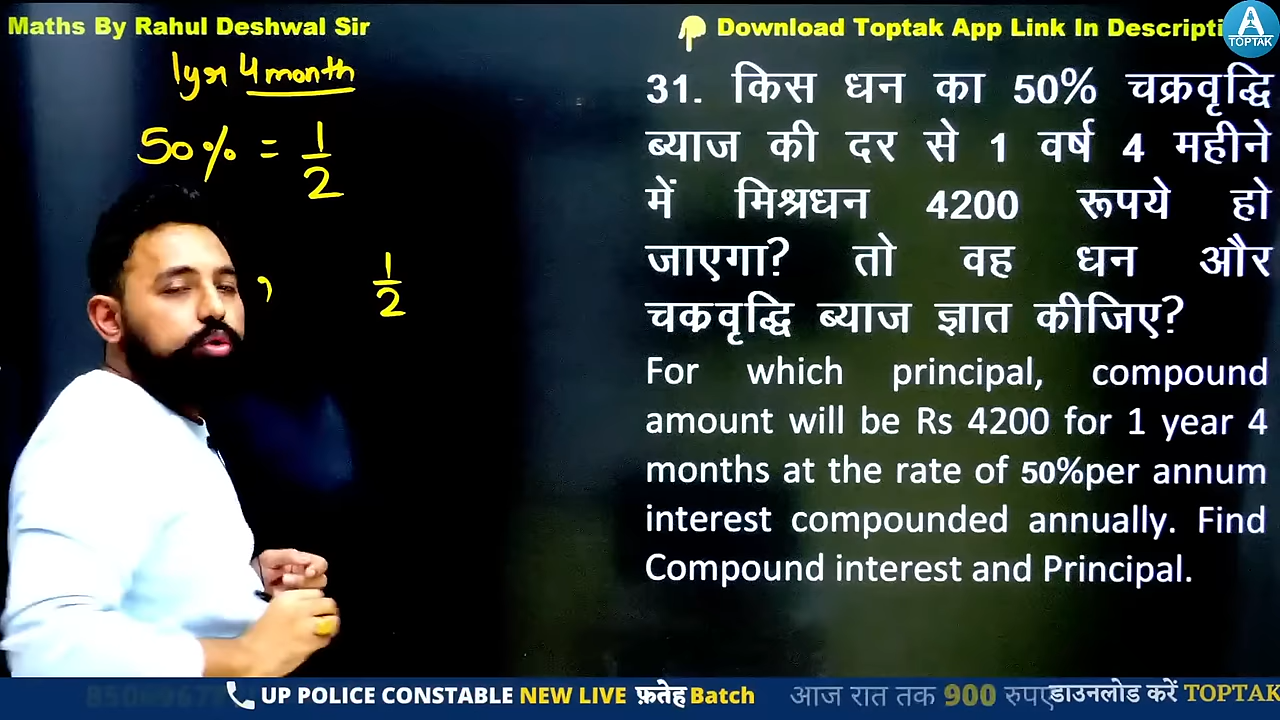 Maths By Rahul Deshwal Sir
Download Toptak App Link In Descripti
TOPTAK
1yr 4 month
50% = 1/2
, 1/2
31. किस धन का 50% चक्रवृद्धि
ब्याज की दर से 1 वर्ष 4 महीने
में मिश्रधन 4200 रूपये हो
जाएगा? तो वह धन और
चक्रवृद्धि ब्याज ज्ञात कीजिए?
For which principal, compound
amount will be Rs 4200 for 1 year 4
months at the rate of 50%per annum
interest compounded annually. Find
Compound interest and Principal.
UP POLICE CONSTABLE NEW LIVE फ़तेह Batch
आज रात तक 900 रुपए
डाउनलोड करें TOPTAK